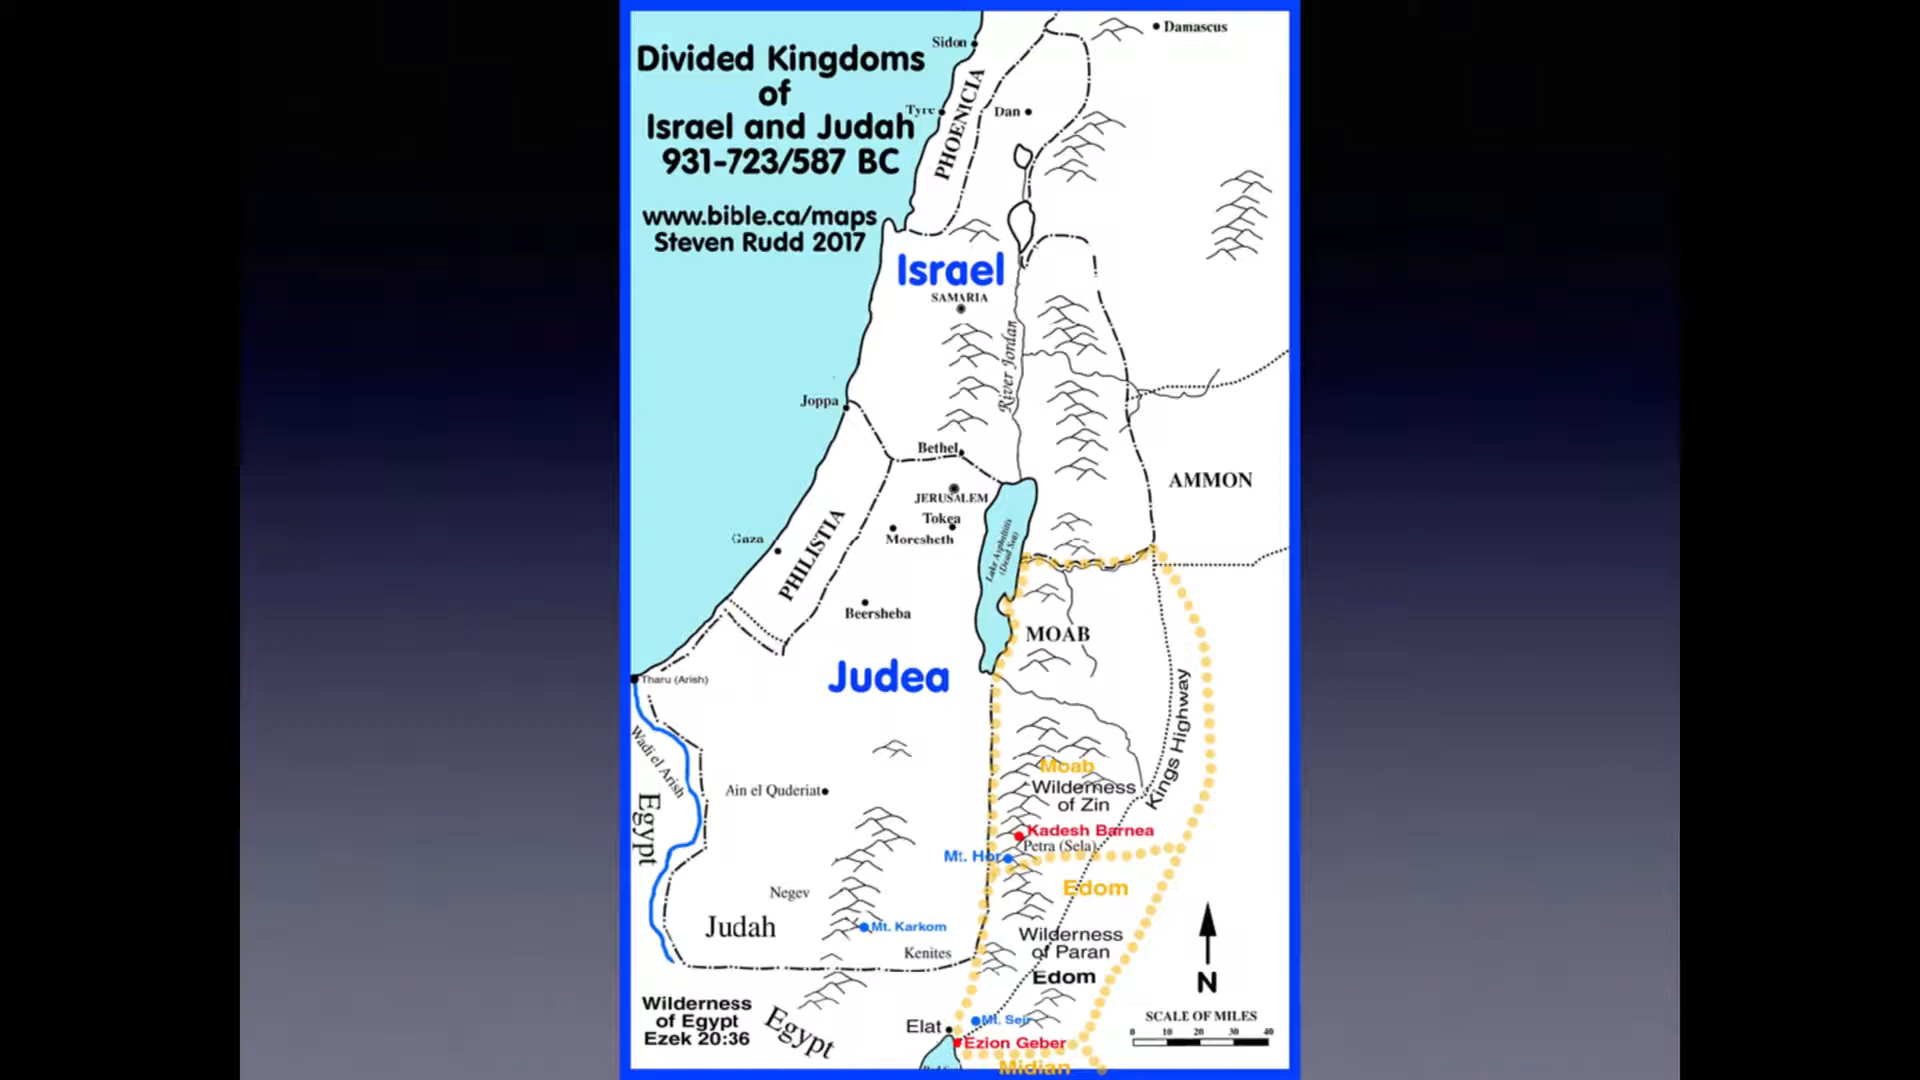 Divided Kingdoms
of
Israel and Judah
931-723/587 BC
www.bible.ca/maps
Steven Rudd 2017
Sidon
Damascus
Tyre
Dan
PHOENICIA
Israel
SAMARIA
River Jordan
Joppa
Bethel
AMMON
JERUSALEM
Tokea
Moresheth
Gaza
PHILISTIA
Lake Asphaltitis
(Dead Sea)
Beersheba
MOAB
Judea
Tharu (Arish)
Wadi el Arish
Egypt
Kings Highway
Moab
Wilderness
of Zin
Ain el Quderiat
Kadesh Barnea
Petra (Sela)
Mt. Hor
Edom
Negev
Judah
Mt. Karkom
Kenites
Wilderness
of Paran
Edom
N
Wilderness
of Egypt
Ezek 20:36
Egypt
Elat
Mt. Seir
Ezion Geber
Midian
SCALE OF MILES
0 10 20 30 40